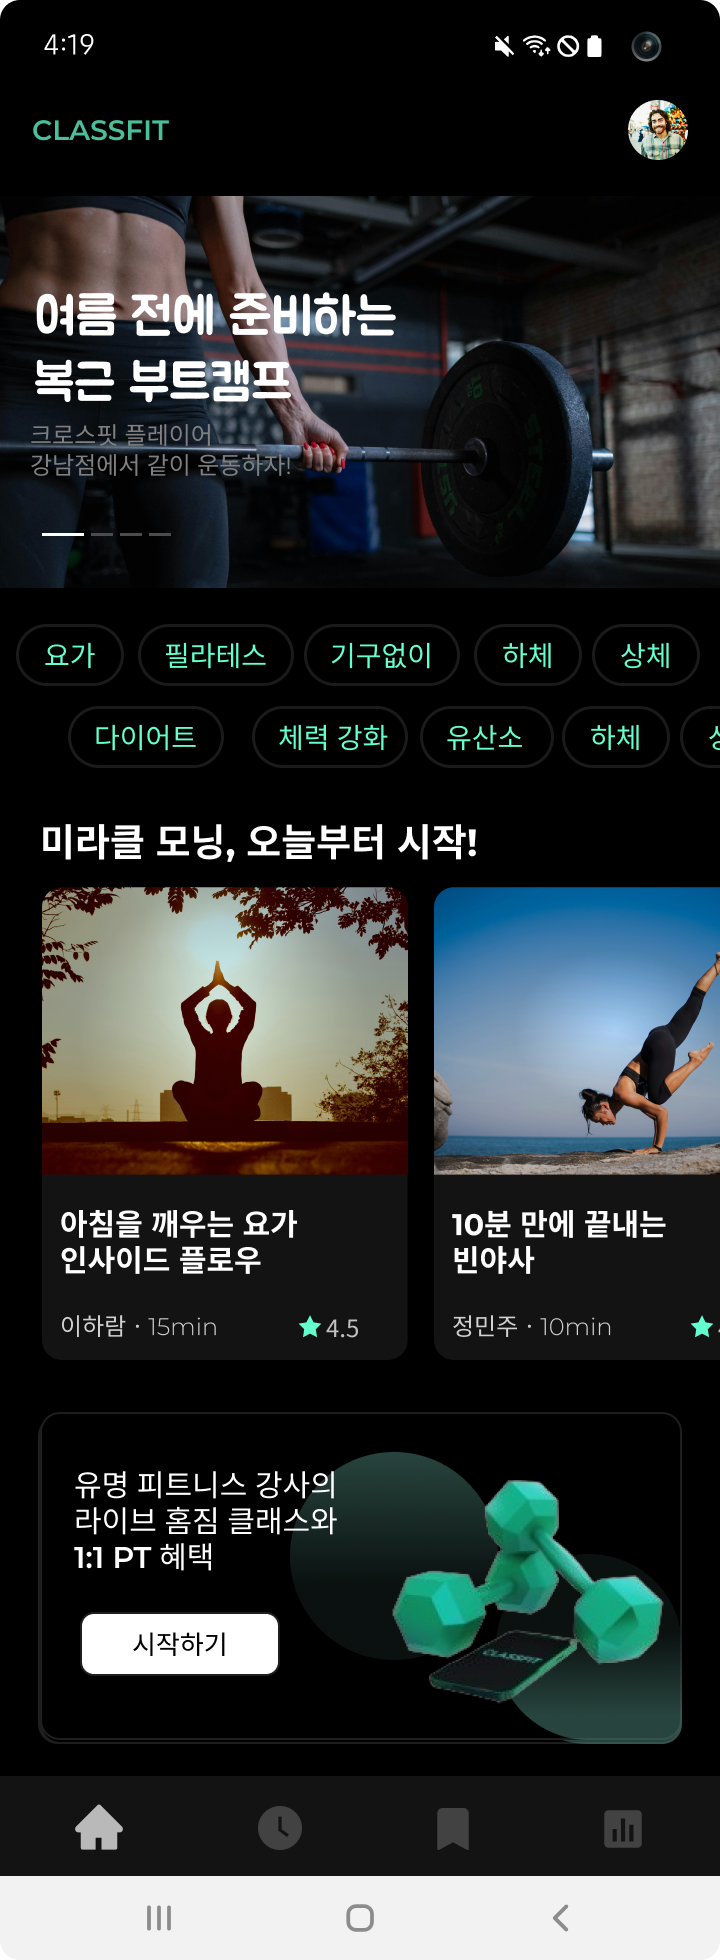 4:19
CLASSFIT
여름 전에 준비하는
복근 부트캠프
크로스핏 플레이어
강남점에서 같이 운동하자!
요가 필라테스 기구없이 하체 상체
다이어트 체력 강화 유산소 하체
미라클 모닝, 오늘부터 시작!
아침을 깨우는 요가
인사이드 플로우
이하람 · 15min ★ 4.5
10분 만에 끝내는
빈야사
정민주 · 10min ★
유명 피트니스 강사의
라이브 홈짐 클래스와
1:1 PT 혜택
CLASSFIT
시작하기